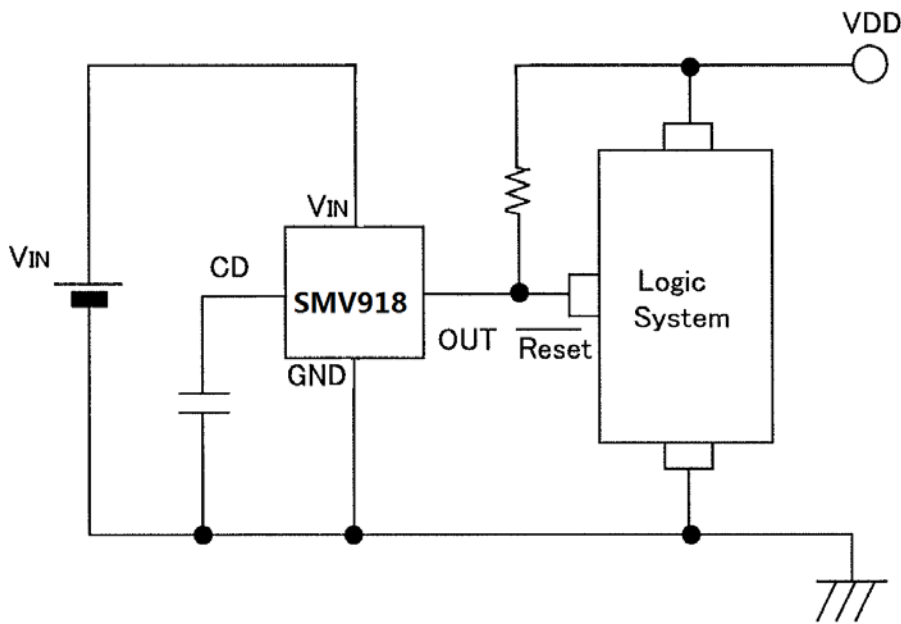 VDD
VIN
VIN
CD
SMV918
Logic
System
OUT
Reset
GND